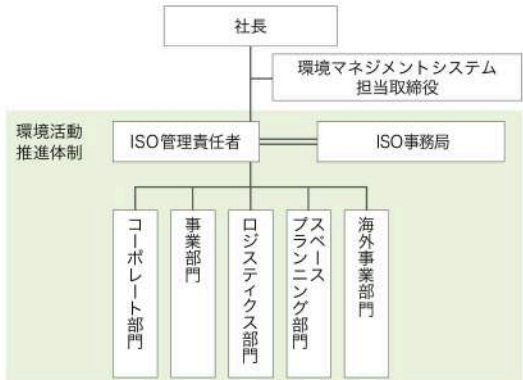 社長
環境マネジメントシステム
担当取締役
環境活動
推進体制
ISO管理責任者
ISO事務局
コーポレート部門
事業部門
ロジスティクス部門
スペース
プランニング部門
海外事業部門